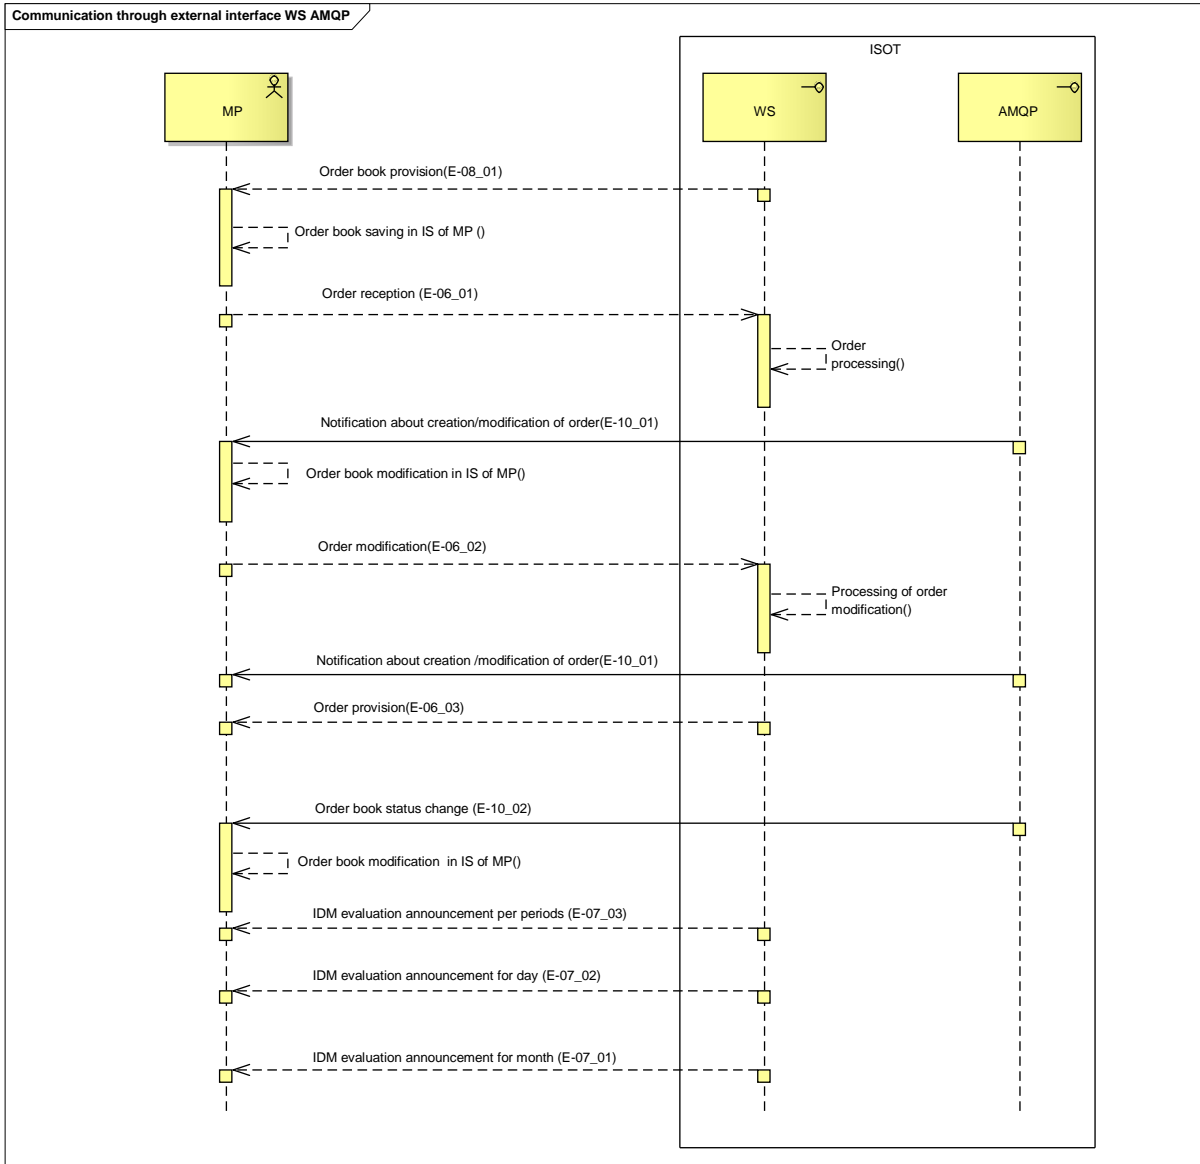 Communication through external interface WS AMQP
ISOT
MP
WS
AMQP
Order book provision(E-08_01)
Order book saving in IS of MP ()
Order reception (E-06_01)
Order
processing()
Notification about creation/modification of order(E-10_01)
Order book modification in IS of MP()
Order modification(E-06_02)
Processing of order
modification()
Notification about creation /modification of order(E-10_01)
Order provision(E-06_03)
Order book status change (E-10_02)
Order book modification  in IS of MP()
IDM evaluation announcement per periods (E-07_03)
IDM evaluation announcement for day (E-07_02)
IDM evaluation announcement for month (E-07_01)